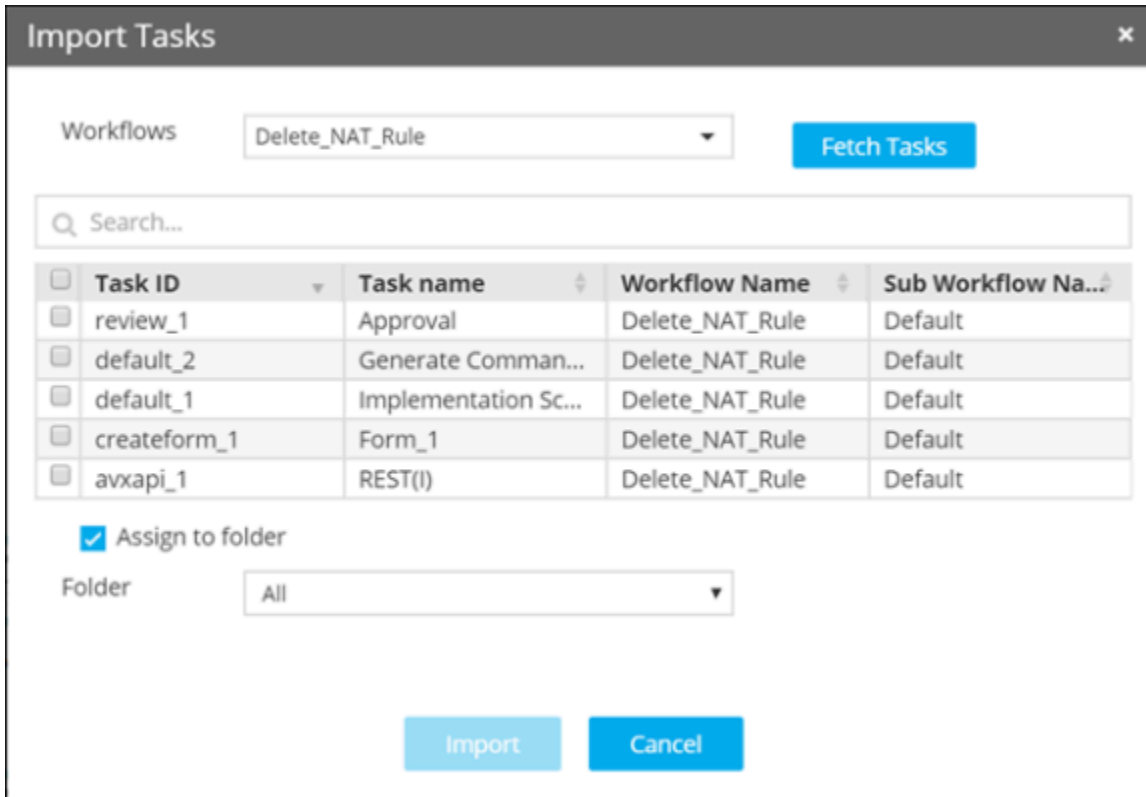 Import Tasks ×
Workflows Delete_NAT_Rule Fetch Tasks
Search...
Task ID Task name Workflow Name Sub Workflow Na...
review_1 Approval Delete_NAT_Rule Default
default_2 Generate Comman... Delete_NAT_Rule Default
default_1 Implementation Sc... Delete_NAT_Rule Default
createform_1 Form_1 Delete_NAT_Rule Default
avxapi_1 REST(I) Delete_NAT_Rule Default
Assign to folder
Folder All
Import Cancel